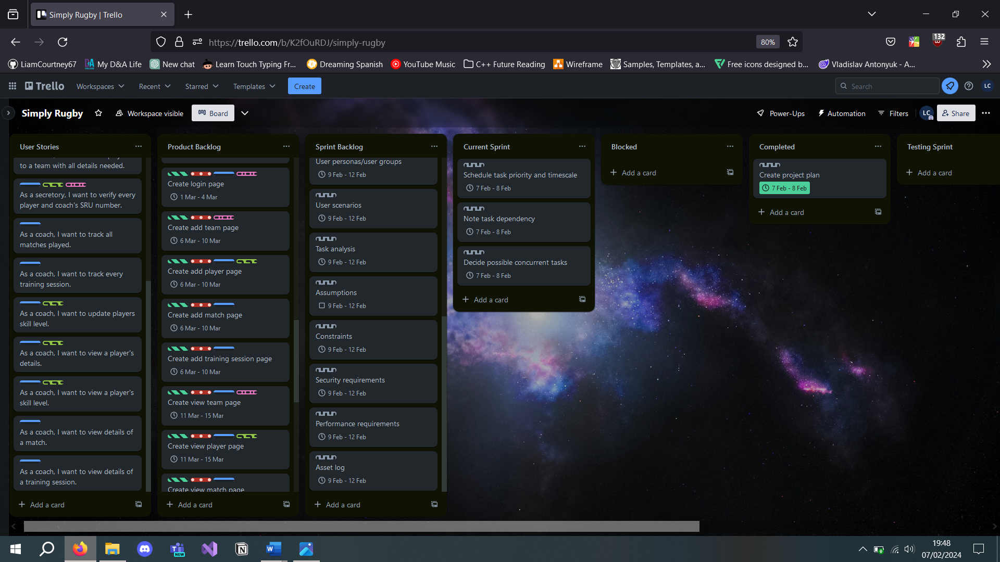 Simply Rugby | Trello
https://trello.com/b/K2fOuRDJ/simply-rugby
80%
132
LiamCourtney67
My D&A Life
New chat
Learn Touch Typing Fr...
Dreaming Spanish
YouTube Music
C++ Future Reading
Wireframe
Samples, Templates, a...
Free icons designed b...
Vladislav Antonyuk - A...
Trello
Workspaces
Recent
Starred
Templates
Create
Search
LC
Simply Rugby
Workspace visible
Board
Power-Ups
Automation
Filters
LC
Share
User Stories
to a team with all details needed.
As a secretory, I want to verify every
player and coach's SRU number.
As a coach, I want to track all
matches played.
As a coach, I want to track every
training session.
As a coach, I want to update players
skill level.
As a coach, I want to view a player's
details.
As a coach, I want to view a player's
skill level.
As a coach, I want to view details of
a match.
As a coach, I want to view details of
a training session.
Add a card
Product Backlog
Create login page
1 Mar - 4 Mar
Create add team page
6 Mar - 10 Mar
Create add player page
6 Mar - 10 Mar
Create add match page
6 Mar - 10 Mar
Create add training session page
6 Mar - 10 Mar
Create view team page
11 Mar - 15 Mar
Create view player page
11 Mar - 15 Mar
Create view match page
Add a card
Sprint Backlog
User personas/user groups
9 Feb - 12 Feb
User scenarios
9 Feb - 12 Feb
Task analysis
9 Feb - 12 Feb
Assumptions
9 Feb - 12 Feb
Constraints
9 Feb - 12 Feb
Security requirements
9 Feb - 12 Feb
Performance requirements
9 Feb - 12 Feb
Asset log
9 Feb - 12 Feb
Add a card
Current Sprint
Schedule task priority and timescale
7 Feb - 8 Feb
Note task dependency
7 Feb - 8 Feb
Decide possible concurrent tasks
7 Feb - 8 Feb
Add a card
Blocked
Add a card
Completed
Create project plan
7 Feb - 8 Feb
Add a card
Testing Sprint
Add a card
NEW
19:48
07/02/2024